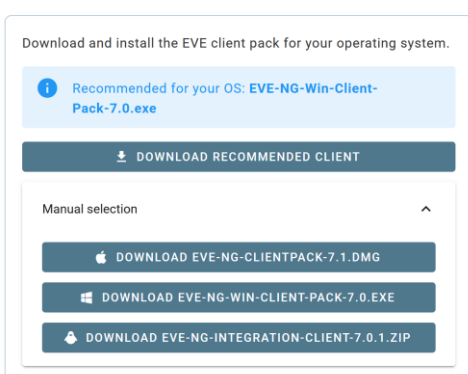 Download and install the EVE client pack for your operating system.
Recommended for your OS: EVE-NG-Win-Client-
Pack-7.0.exe
DOWNLOAD RECOMMENDED CLIENT
Manual selection
DOWNLOAD EVE-NG-CLIENTPACK-7.1.DMG
DOWNLOAD EVE-NG-WIN-CLIENT-PACK-7.0.EXE
DOWNLOAD EVE-NG-INTEGRATION-CLIENT-7.0.1.ZIP